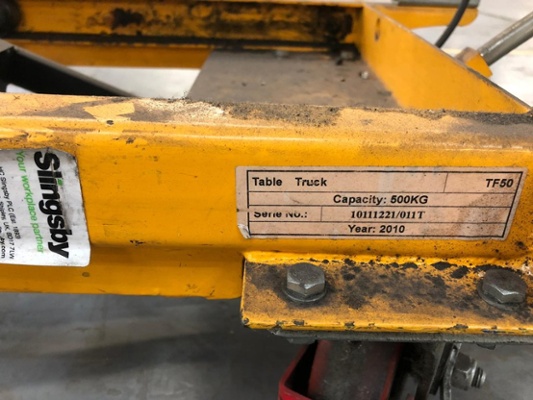 Slingsby
Your workplace partner
Table Truck TF50
Capacity: 500KG
Serie No.: 10111221/011T
Year: 2010